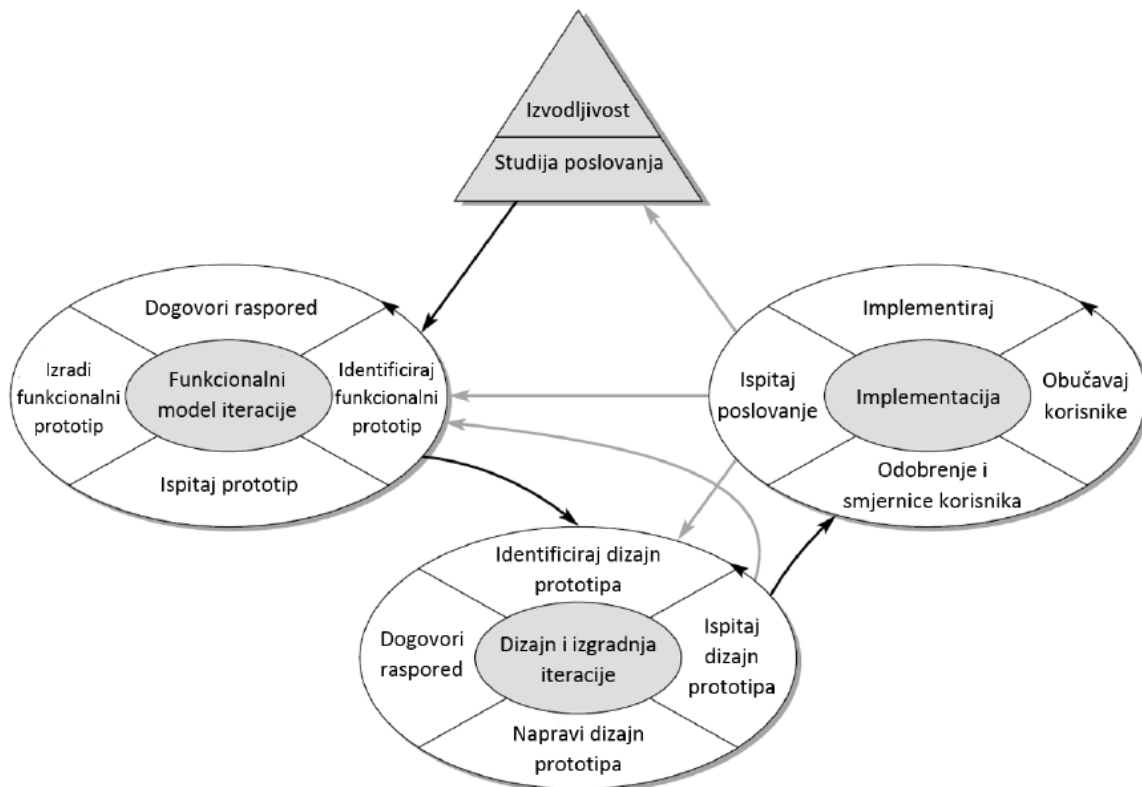 Izvodljivost
Studija poslovanja
Dogovori raspored
Izradi
funkcionalni
prototip
Funkcionalni
model iteracije
Identificiraj
funkcionalni
prototip
Ispitaj prototip
Implementiraj
Ispitaj
poslovanje
Implementacija
Obučavaj
korisnike
Odobrenje i
smjernice korisnika
Identificiraj dizajn
prototipa
Dogovori
raspored
Dizajn i izgradnja
iteracije
Ispitaj
dizajn
prototipa
Napravi dizajn
prototipa